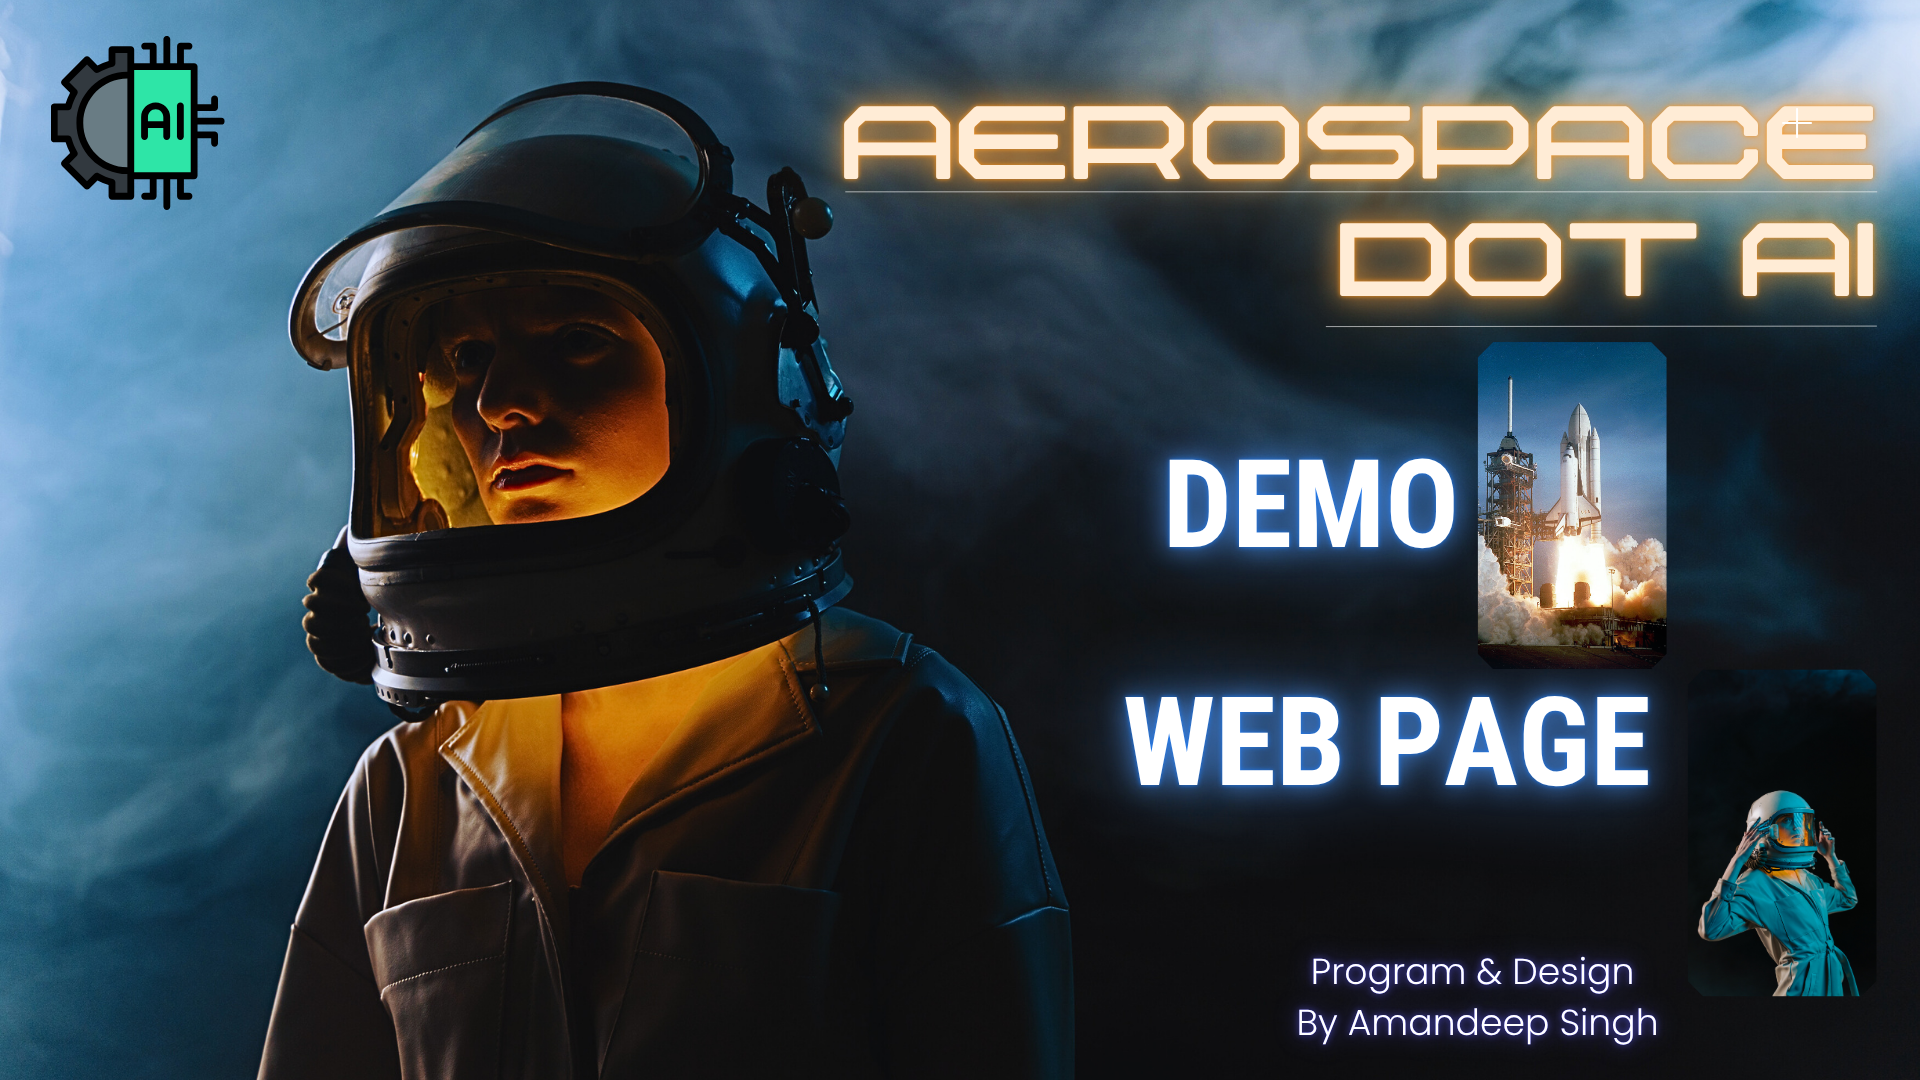 AI
AEROSPACE
DOT AI
DEMO
WEB PAGE
Program & Design
By Amandeep Singh